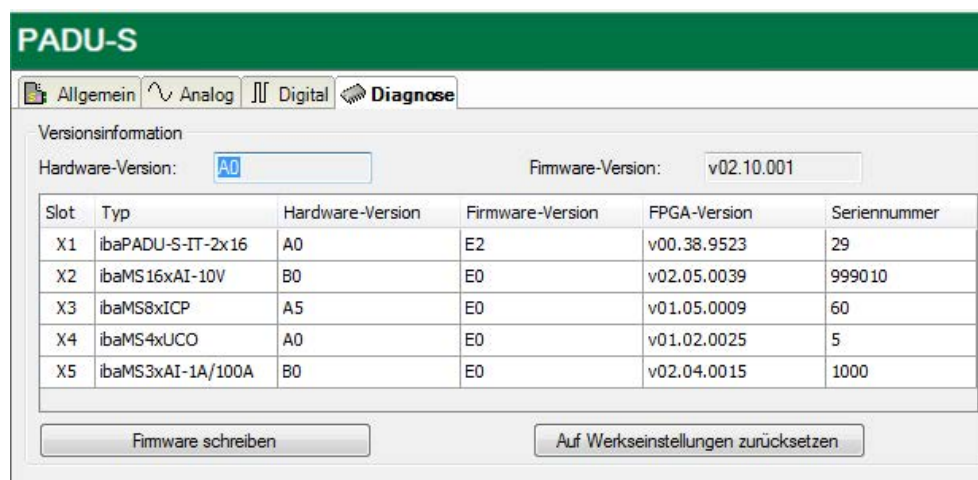 PADU-S
Allgemein Analog Digital Diagnose
Versionsinformation
Hardware-Version: A0 Firmware-Version: v02.10.001
Slot Typ Hardware-Version Firmware-Version FPGA-Version Seriennummer
X1 ibaPADU-S-IT-2x16 A0 E2 v00.38.9523 29
X2 ibaMS16xAI-10V B0 E0 v02.05.0039 999010
X3 ibaMS8xICP A5 E0 v01.05.0009 60
X4 ibaMS4xUCO A0 E0 v01.02.0025 5
X5 ibaMS3xAI-1A/100A B0 E0 v02.04.0015 1000
Firmware schreiben Auf Werkseinstellungen zurücksetzen